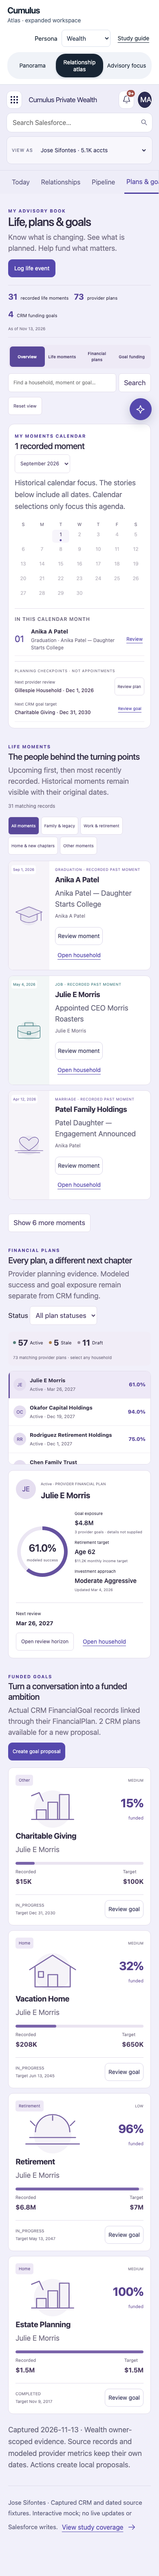 Cumulus
Atlas · expanded workspace
Persona Wealth Study guide
Panorama Relationship atlas Advisory focus
Cumulus Private Wealth 9+ MA
Search Salesforce...
VIEW AS Jose Sifontes · 5.1K accts
Today Relationships Pipeline Plans & goa
MY ADVISORY BOOK
Life, plans & goals
Know what is changing. See what is
planned. Help fund what matters.
Log life event
31 recorded life moments 73 provider plans
4 CRM funding goals
As of Nov 13, 2026
Overview Life moments Financial plans Goal funding
Find a household, moment or goal... Search
Reset view
MY MOMENTS CALENDAR
1 recorded moment
September 2026
Historical calendar focus. The stories
below include all dates. Calendar
selections only focus this agenda.
S M T W T F S
1 2 3 4 5
6 7 8 9 10 11 12
13 14 15 16 17 18 19
20 21 22 23 24 25 26
27 28 29 30
IN THIS CALENDAR MONTH
01 Anika A Patel
Graduation · Anika Patel — Daughter
Starts College
Review
PLANNING CHECKPOINTS · NOT APPOINTMENTS
Next provider review
Gillespie Household · Dec 1, 2026
Review plan
Next CRM goal target
Charitable Giving · Dec 31, 2030
Review goal
LIFE MOMENTS
The people behind the turning points
Upcoming first, then most recently
recorded. Historical moments remain
visible with their original dates.
31 matching records
All moments Family & legacy Work & retirement
Home & new chapters Other moments
Sep 1, 2026
GRADUATION · RECORDED PAST MOMENT
Anika A Patel
Anika Patel — Daughter
Starts College
Anika A Patel
Review moment
Open household
May 4, 2026
JOB · RECORDED PAST MOMENT
Julie E Morris
Appointed CEO Morris
Roasters
Julie E Morris
Review moment
Open household
Apr 12, 2026
MARRIAGE · RECORDED PAST MOMENT
Patel Family Holdings
Patel Daughter —
Engagement Announced
Anika Patel
Review moment
Open household
Show 6 more moments
FINANCIAL PLANS
Every plan, a different next chapter
Provider planning evidence. Modeled
success and goal exposure remain
separate from CRM funding.
Status All plan statuses
57 Active 5 Stale 11 Draft
73 matching provider plans · select any household
JE Julie E Morris
Active · Mar 26, 2027
61.0%
OC Okafor Capital Holdings
Active · Dec 15, 2027
94.0%
RR Rodriguez Retirement Holdings
Active · Dec 1, 2027
75.0%
Chen Family Trust
JE
ACTIVE · PROVIDER FINANCIAL PLAN
Julie E Morris
61.0%
modeled success
Goal exposure
$4.8M
3 provider goals · details not supplied
Retirement target
Age 62
$11.2K monthly income target
Investment approach
Moderate Aggressive
Updated Mar 9, 2026
Next review
Mar 26, 2027
Open review horizon Open household
FUNDED GOALS
Turn a conversation into a funded
ambition
Actual CRM FinancialGoal records linked
through their FinancialPlan. 2 CRM plans
available for a new proposal.
Create goal proposal
Other MEDIUM
15%
funded
Charitable Giving
Julie E Morris
Recorded Target
$15K $100K
IN_PROGRESS
Target Dec 31, 2030
Review goal
Home MEDIUM
32%
funded
Vacation Home
Julie E Morris
Recorded Target
$208K $650K
IN_PROGRESS
Review goal
Retirement LOW
96%
funded
Retirement
Julie E Morris
Recorded Target
$6.8M $7M
IN_PROGRESS
Review goal
Home MEDIUM
100%
funded
Estate Planning
Julie E Morris
Recorded Target
$1.5M $1.5M
COMPLETED
Review goal
Captured 2026-11-13 · Wealth owner-
scoped evidence. Source records and
modeled provider metrics keep their own
dates. Actions create local proposals.
Jose Sifontes · Captured CRM and dated source
fixtures. Interactive mock; no live updates or
Salesforce writes. View study coverage →